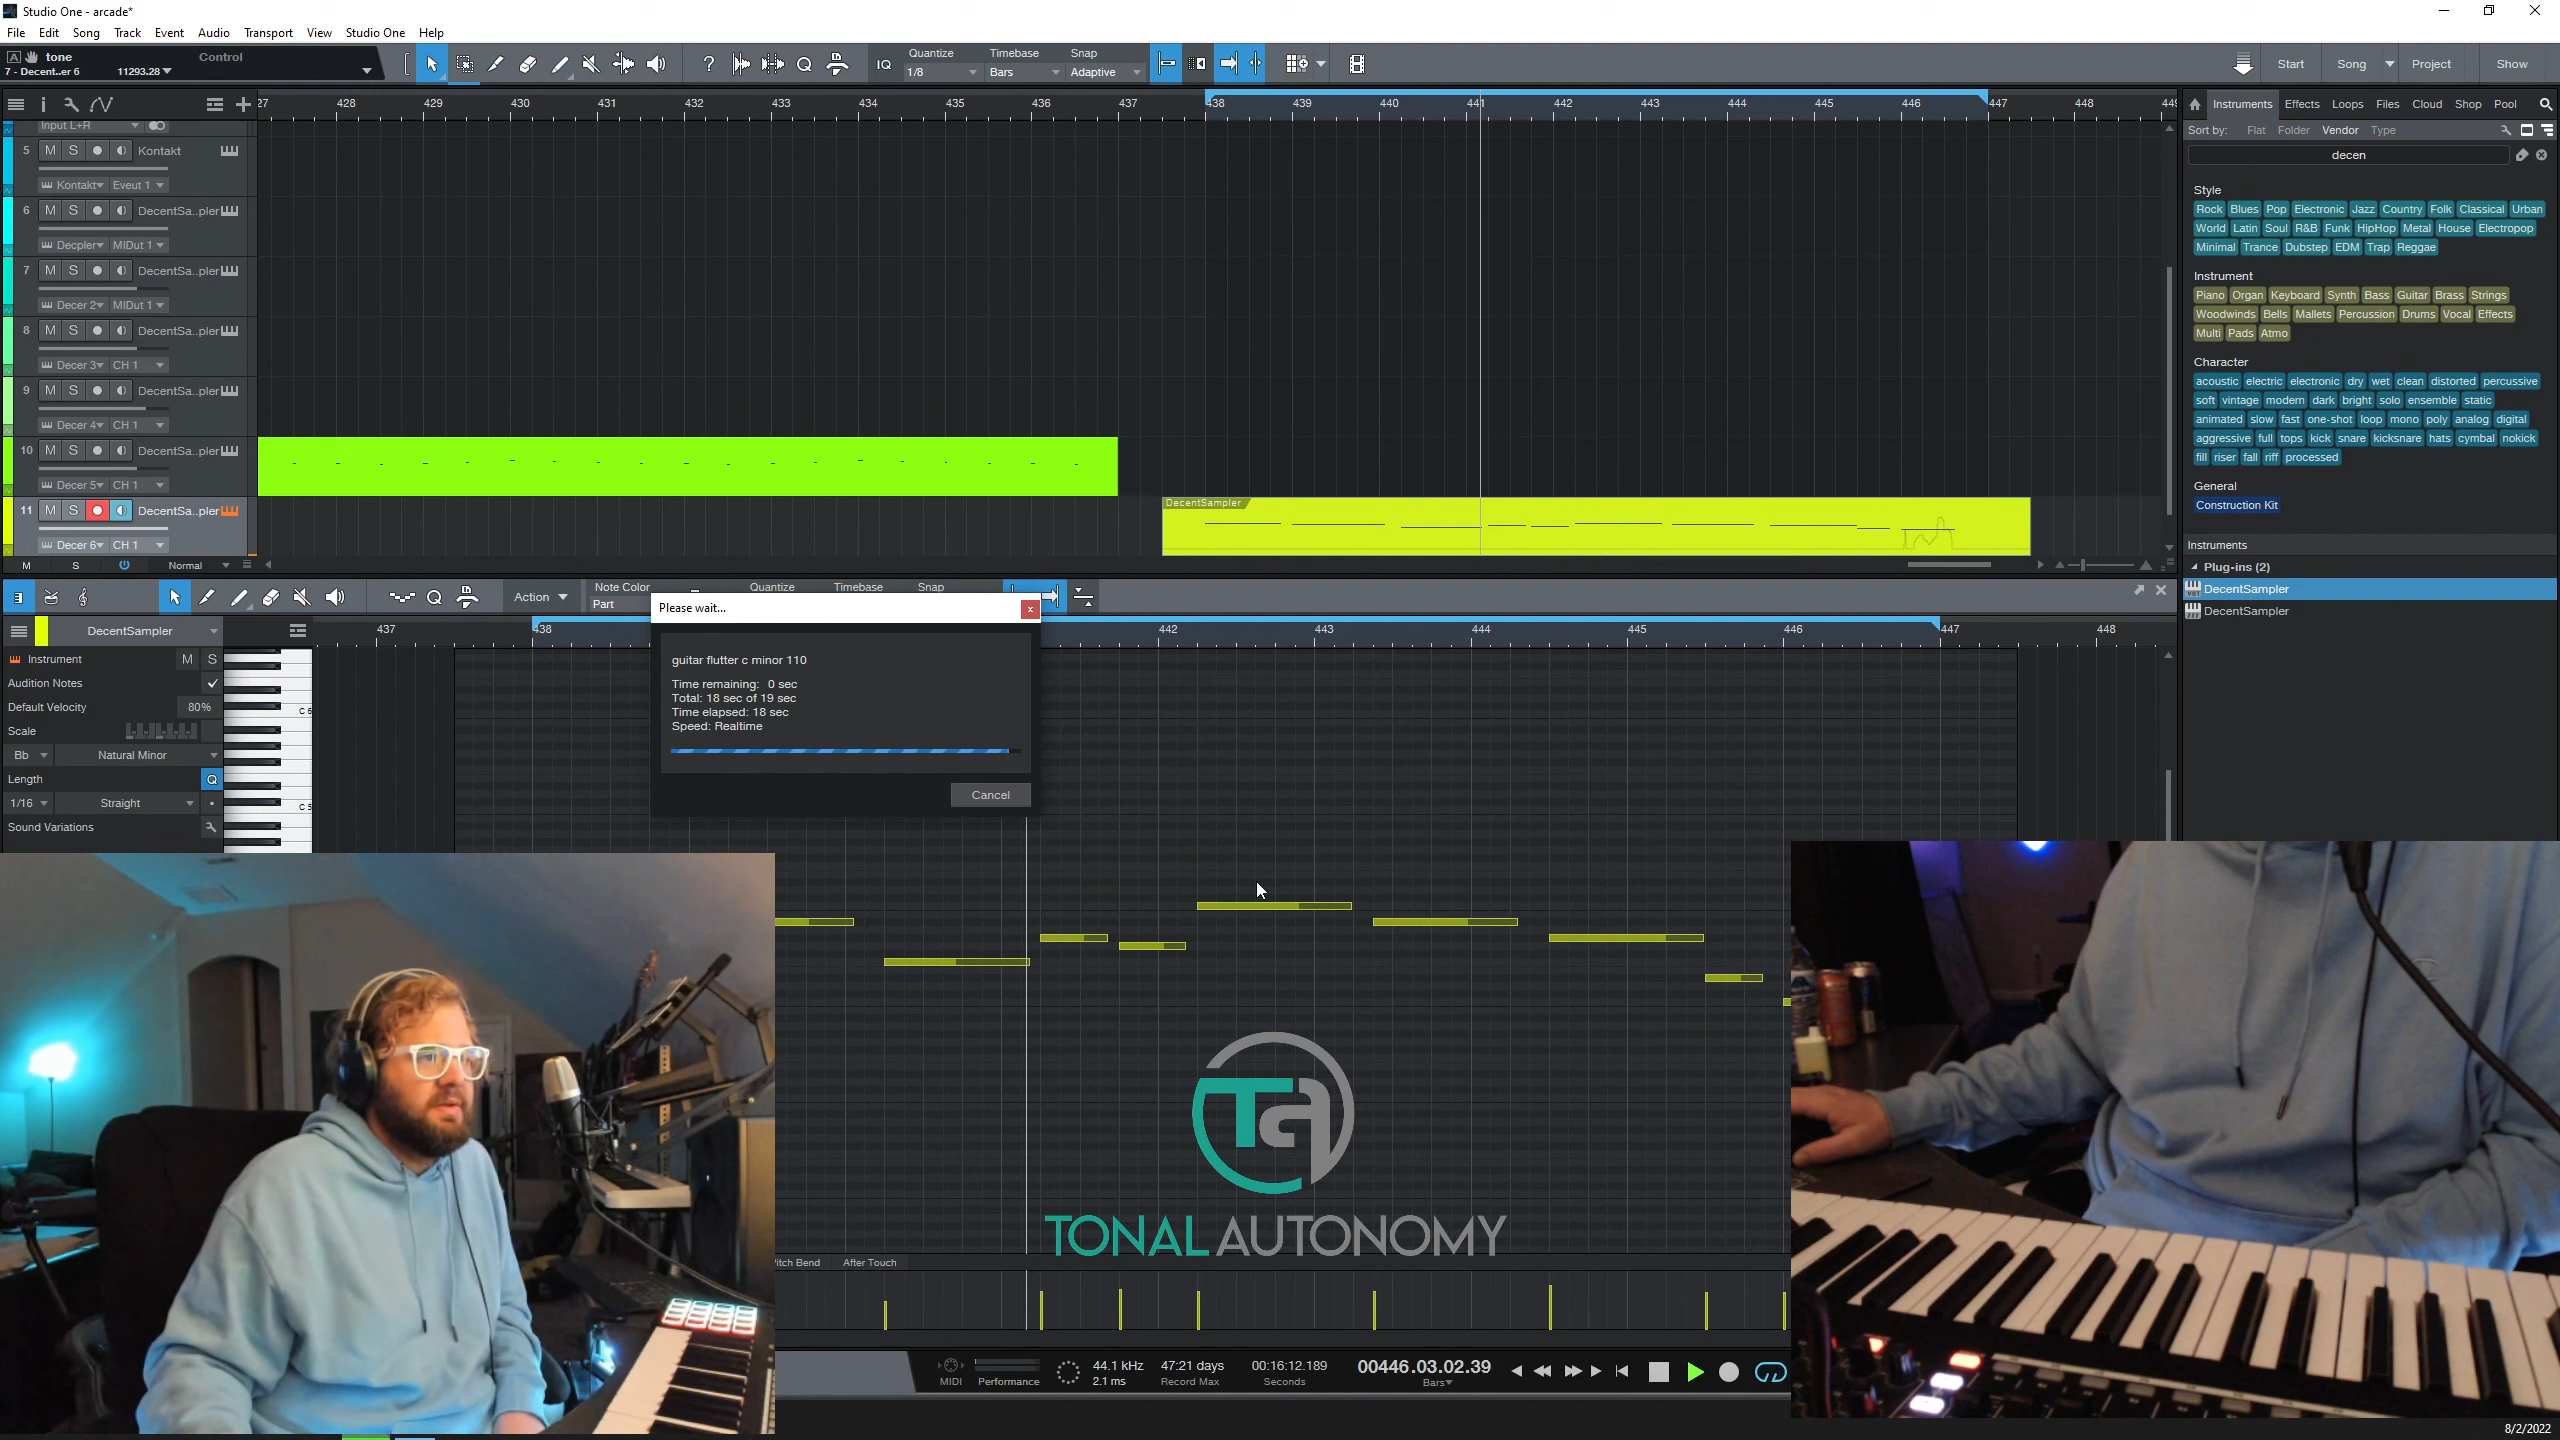 Studio One - arcade*
File Edit Song Track Event Audio Transport View Studio One Help
A tone Control
7 - Decent..er 6 11293.28
Quantize Timebase Snap
IQ 1/8 Bars Adaptive
Start Song Project Show
27 428 429 430 431 432 433 434 435 436 437 438 439 440 441 442 443 444 445 446 447 448 449
Input L+R
5 M S Kontakt
Kontakt Eveut 1
6 M S DecentSa..pler
Decpler MIDut 1
7 M S DecentSa..pler
Decer 2 MIDut 1
8 M S DecentSa..pler
Decer 3 CH 1
9 M S DecentSa..pler
Decer 4 CH 1
10 M S DecentSa..pler
Decer 5 CH 1
11 M S DecentSa..pler
Decer 6 CH 1
DecentSampler
M S Normal
Instruments Effects Loops Files Cloud Shop Pool
Sort by: Flat Folder Vendor Type
decen
Style
Rock Blues Pop Electronic Jazz Country Folk Classical Urban
World Latin Soul R&B Funk HipHop Metal House Electropop
Minimal Trance Dubstep EDM Trap Reggae
Instrument
Piano Organ Keyboard Synth Bass Guitar Brass Strings
Woodwinds Bells Mallets Percussion Drums Vocal Effects
Multi Pads Atmo
Character
acoustic electric electronic dry wet clean distorted percussive
soft vintage modern dark bright solo ensemble static
animated slow fast one-shot loop mono poly analog digital
aggressive full tops kick snare kicksnare hats cymbal nokick
fill riser fall riff processed
General
Construction Kit
Instruments
Plug-ins (2)
DecentSampler
DecentSampler
Action
Note Color
Part
Quantize Timebase Snap
DecentSampler
437 438 442 443 444 445 446 447 448
Instrument M S
Audition Notes
Default Velocity 80%
Scale
Bb Natural Minor
Length Q
1/16 Straight
Sound Variations
C 6
C 5
Please wait...
guitar flutter c minor 110
Time remaining: 0 sec
Total: 18 sec of 19 sec
Time elapsed: 18 sec
Speed: Realtime
Cancel
Ta
TONAL AUTONOMY
itch Bend After Touch
MIDI Performance
44.1 kHz
2.1 ms
47:21 days
Record Max
00:16:12.189
Seconds
00446.03.02.39
Bars
8/2/2022